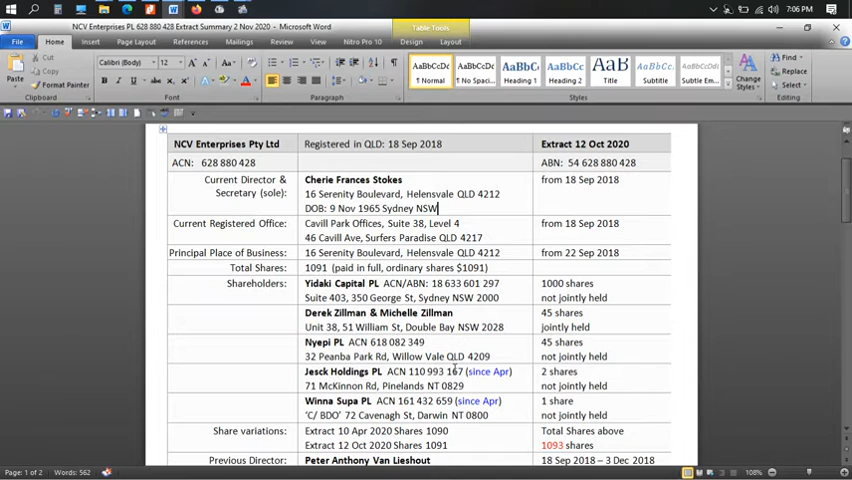 7:06 PM
NCV Enterprises PL 628 880 428 Extract Summary 2 Nov 2020 - Microsoft Word
Table Tools
File Home Insert Page Layout References Mailings Review View Nitro Pro 10 Design Layout
Cut
Copy
Format Painter
Paste
Clipboard
Calibri (Body) 12
Font
Paragraph
AaBbCcDc AaBbCcDc AaBbC AaBbCc AaB AaBbCcD AaBbCcD
¶ Normal ¶ No Spaci... Heading 1 Heading 2 Title Subtitle Subtle Em...
Styles
Change Styles
Find
Replace
Select
Editing
NCV Enterprises Pty Ltd Registered in QLD: 18 Sep 2018 Extract 12 Oct 2020
ACN: 628 880 428 ABN: 54 628 880 428
Current Director & Secretary (sole): Cherie Frances Stokes from 18 Sep 2018
16 Serenity Boulevard, Helensvale QLD 4212
DOB: 9 Nov 1965 Sydney NSW
Current Registered Office: Cavill Park Offices, Suite 38, Level 4 from 18 Sep 2018
46 Cavill Ave, Surfers Paradise QLD 4217
Principal Place of Business: 16 Serenity Boulevard, Helensvale QLD 4212 from 22 Sep 2018
Total Shares: 1091 (paid in full, ordinary shares $1091)
Shareholders: Yidaki Capital PL ACN/ABN: 18 633 601 297 1000 shares
Suite 403, 350 George St, Sydney NSW 2000 not jointly held
Derek Zillman & Michelle Zillman 45 shares
Unit 38, 51 William St, Double Bay NSW 2028 jointly held
Nyepi PL ACN 618 082 349 45 shares
32 Peanba Park Rd, Willow Vale QLD 4209 not jointly held
Jesck Holdings PL ACN 110 993 167 (since Apr) 2 shares
71 McKinnon Rd, Pinelands NT 0829 not jointly held
Winna Supa PL ACN 161 432 659 (since Apr) 1 share
'C/ BDO' 72 Cavenagh St, Darwin NT 0800 not jointly held
Share variations: Extract 10 Apr 2020 Shares 1090 Total Shares above
Extract 12 Oct 2020 Shares 1091 1093 shares
Previous Director: Peter Anthony Van Lieshout 18 Sep 2018 – 3 Dec 2018
Page: 1 of 2 Words: 562 108%